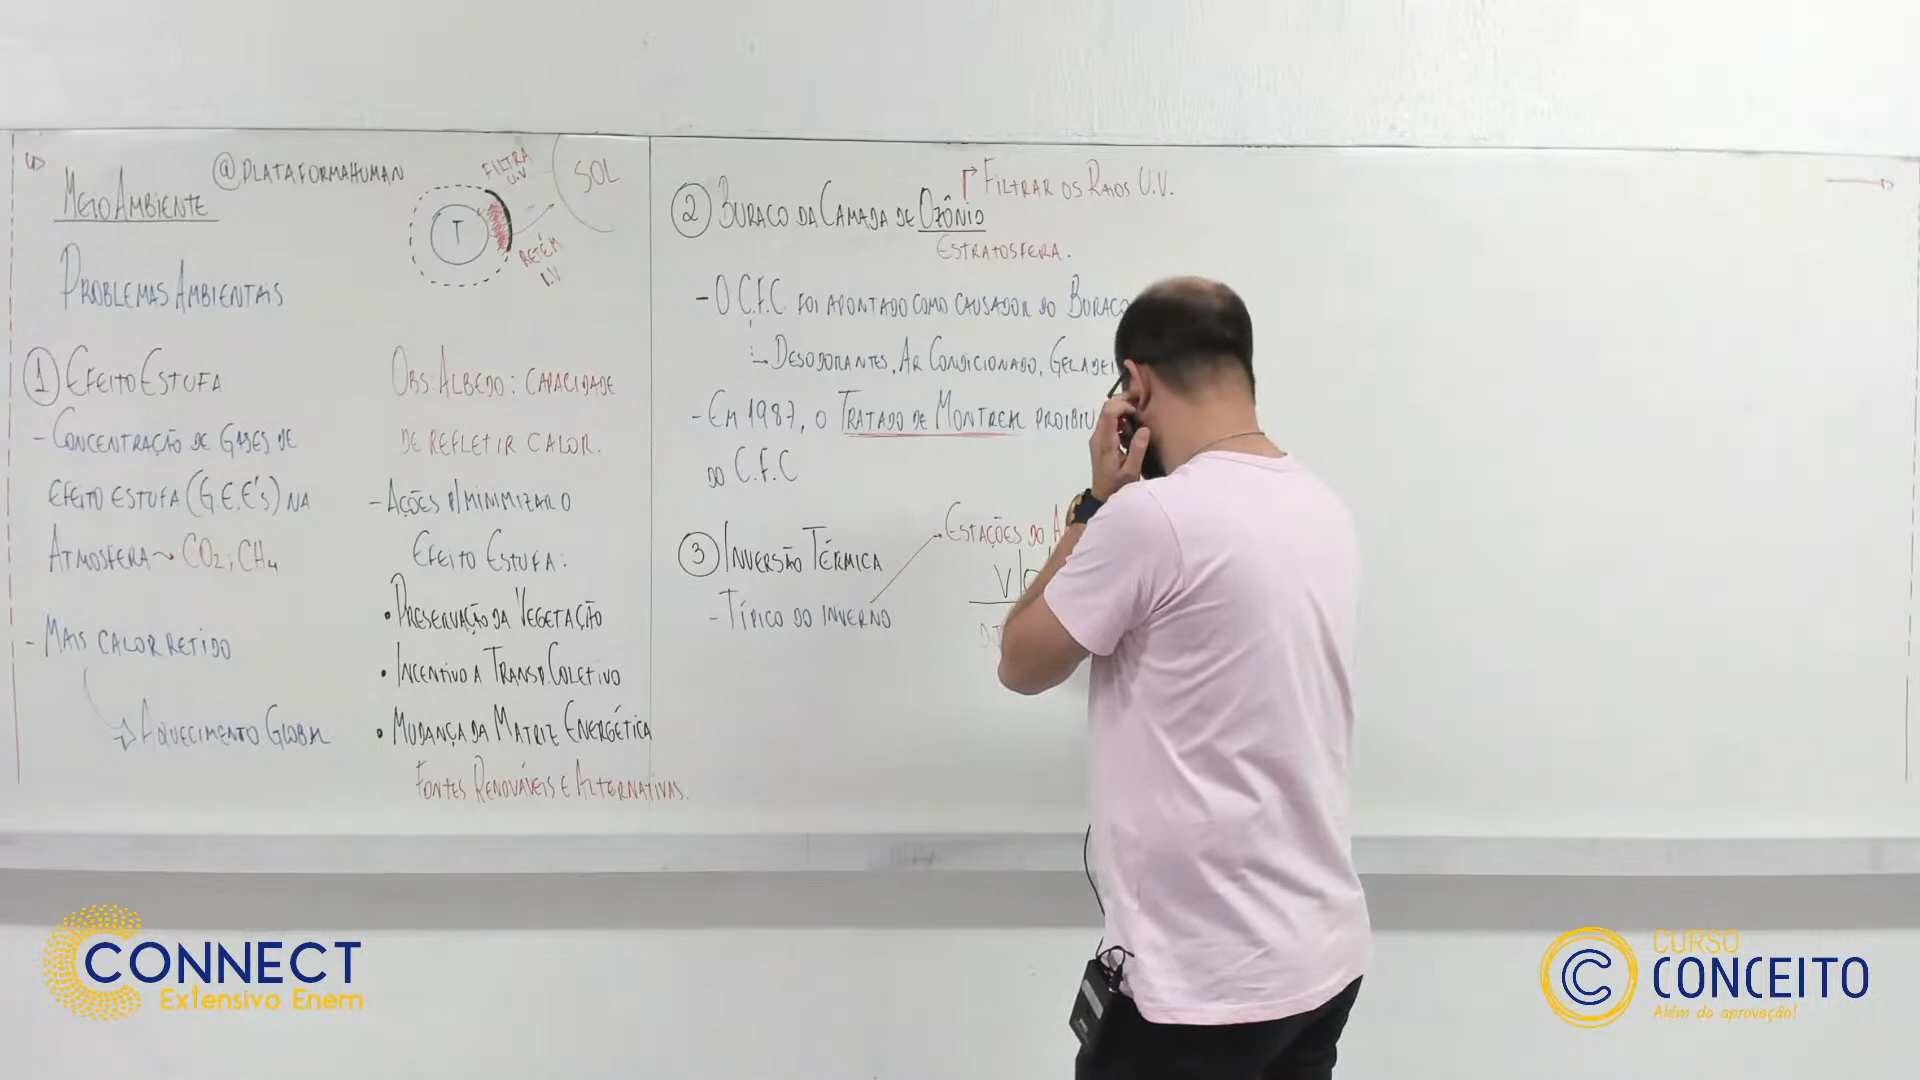 @PLATAFORMAHUMAN
MEIO AMBIENTE
PROBLEMAS AMBIENTAIS
FILTRA
U.V
SOL
T
RETÉM
I.V
1 EFEITO ESTUFA
- CONCENTRAÇÃO DE GASES DE
EFEITO ESTUFA (G.E.E's) NA
ATMOSFERA ~ CO2; CH4
- MAIS CALOR RETIDO
AQUECIMENTO GLOBAL
OBS. ALBEDO: CAPACIDADE
DE REFLETIR CALOR.
- AÇÕES P/ MINIMIZAR O
EFEITO ESTUFA:
• PRESERVAÇÃO DA VEGETAÇÃO
• INCENTIVO A TRANSP. COLETIVO
• MUDANÇA DA MATRIZ ENERGÉTICA
FONTES RENOVÁVEIS E ALTERNATIVAS.
FILTRAR OS RAIOS U.V.
2 BURACO DA CAMADA DE OZÔNIO
ESTRATOSFERA.
- O C.F.C FOI APONTADO COMO CAUSADOR DO BURACO
DESODORANTES, AR CONDICIONADO, GELADEI
- EM 1987, O TRATADO DE MONTREAL PROIBIU
DO C.F.C
3 INVERSÃO TÉRMICA
- TÍPICO DO INVERNO
ESTAÇÕES DO A
V
CONNECT
Extensivo Enem
CURSO
CONCEITO
Além da aprovação!